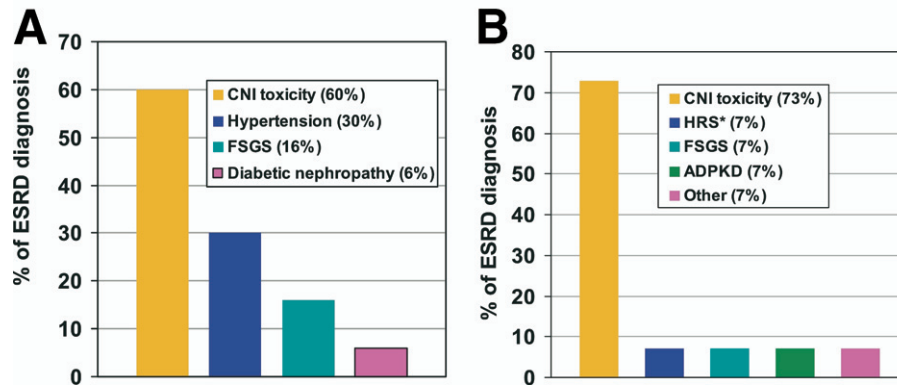 A
% of ESRD diagnosis
70
60
50
40
30
20
10
0
CNI toxicity (60%)
Hypertension (30%)
FSGS (16%)
Diabetic nephropathy (6%)
B
% of ESRD diagnosis
80
70
60
50
40
30
20
10
0
CNI toxicity (73%)
HRS* (7%)
FSGS (7%)
ADPKD (7%)
Other (7%)